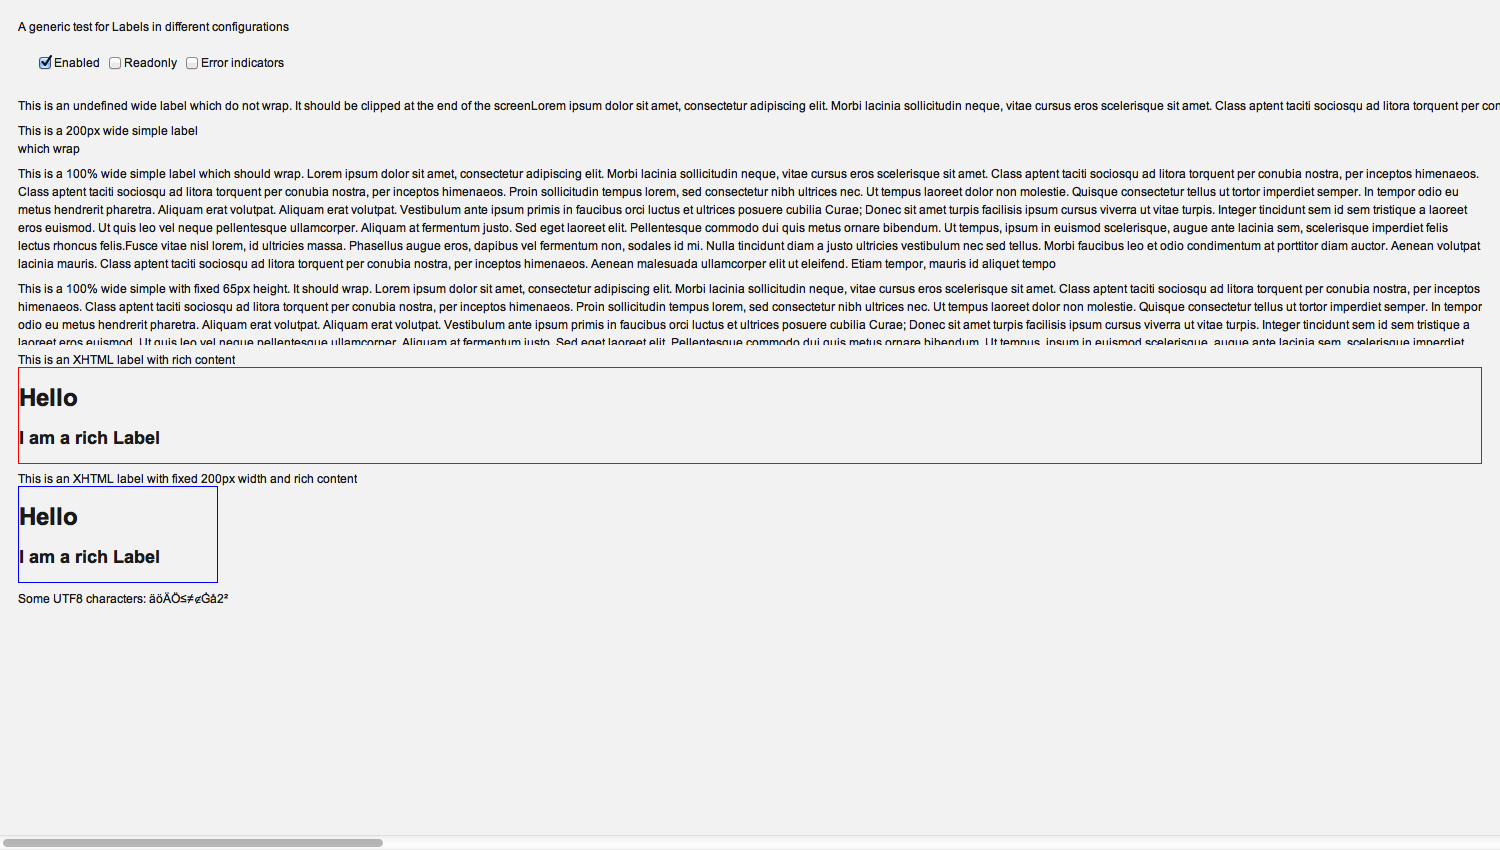 A generic test for Labels in different configurations
Enabled Readonly Error indicators
This is an undefined wide label which do not wrap. It should be clipped at the end of the screenLorem ipsum dolor sit amet, consectetur adipiscing elit. Morbi lacinia sollicitudin neque, vitae cursus eros scelerisque sit amet. Class aptent taciti sociosqu ad litora torquent per con
This is a 200px wide simple label
which wrap
This is a 100% wide simple label which should wrap. Lorem ipsum dolor sit amet, consectetur adipiscing elit. Morbi lacinia sollicitudin neque, vitae cursus eros scelerisque sit amet. Class aptent taciti sociosqu ad litora torquent per conubia nostra, per inceptos himenaeos.
Class aptent taciti sociosqu ad litora torquent per conubia nostra, per inceptos himenaeos. Proin sollicitudin tempus lorem, sed consectetur nibh ultrices nec. Ut tempus laoreet dolor non molestie. Quisque consectetur tellus ut tortor imperdiet semper. In tempor odio eu
metus hendrerit pharetra. Aliquam erat volutpat. Aliquam erat volutpat. Vestibulum ante ipsum primis in faucibus orci luctus et ultrices posuere cubilia Curae; Donec sit amet turpis facilisis ipsum cursus viverra ut vitae turpis. Integer tincidunt sem id sem tristique a laoreet
eros euismod. Ut quis leo vel neque pellentesque ullamcorper. Aliquam at fermentum justo. Sed eget laoreet elit. Pellentesque commodo dui quis metus ornare bibendum. Ut tempus, ipsum in euismod scelerisque, augue ante lacinia sem, scelerisque imperdiet felis
lectus rhoncus felis.Fusce vitae nisl lorem, id ultricies massa. Phasellus augue eros, dapibus vel fermentum non, sodales id mi. Nulla tincidunt diam a justo ultricies vestibulum nec sed tellus. Morbi faucibus leo et odio condimentum at porttitor diam auctor. Aenean volutpat
lacinia mauris. Class aptent taciti sociosqu ad litora torquent per conubia nostra, per inceptos himenaeos. Aenean malesuada ullamcorper elit ut eleifend. Etiam tempor, mauris id aliquet tempo
This is a 100% wide simple with fixed 65px height. It should wrap. Lorem ipsum dolor sit amet, consectetur adipiscing elit. Morbi lacinia sollicitudin neque, vitae cursus eros scelerisque sit amet. Class aptent taciti sociosqu ad litora torquent per conubia nostra, per inceptos
himenaeos. Class aptent taciti sociosqu ad litora torquent per conubia nostra, per inceptos himenaeos. Proin sollicitudin tempus lorem, sed consectetur nibh ultrices nec. Ut tempus laoreet dolor non molestie. Quisque consectetur tellus ut tortor imperdiet semper. In tempor
odio eu metus hendrerit pharetra. Aliquam erat volutpat. Aliquam erat volutpat. Vestibulum ante ipsum primis in faucibus orci luctus et ultrices posuere cubilia Curae; Donec sit amet turpis facilisis ipsum cursus viverra ut vitae turpis. Integer tincidunt sem id sem tristique a
laoreet eros euismod. Ut quis leo vel neque pellentesque ullamcorper. Aliquam at fermentum justo. Sed eget laoreet elit. Pellentesque commodo dui quis metus ornare bibendum. Ut tempus, ipsum in euismod scelerisque, augue ante lacinia sem, scelerisque imperdiet
This is an XHTML label with rich content
Hello
I am a rich Label
This is an XHTML label with fixed 200px width and rich content
Hello
I am a rich Label
Some UTF8 characters: äöÄÖ≤≠⌀Ġå2²